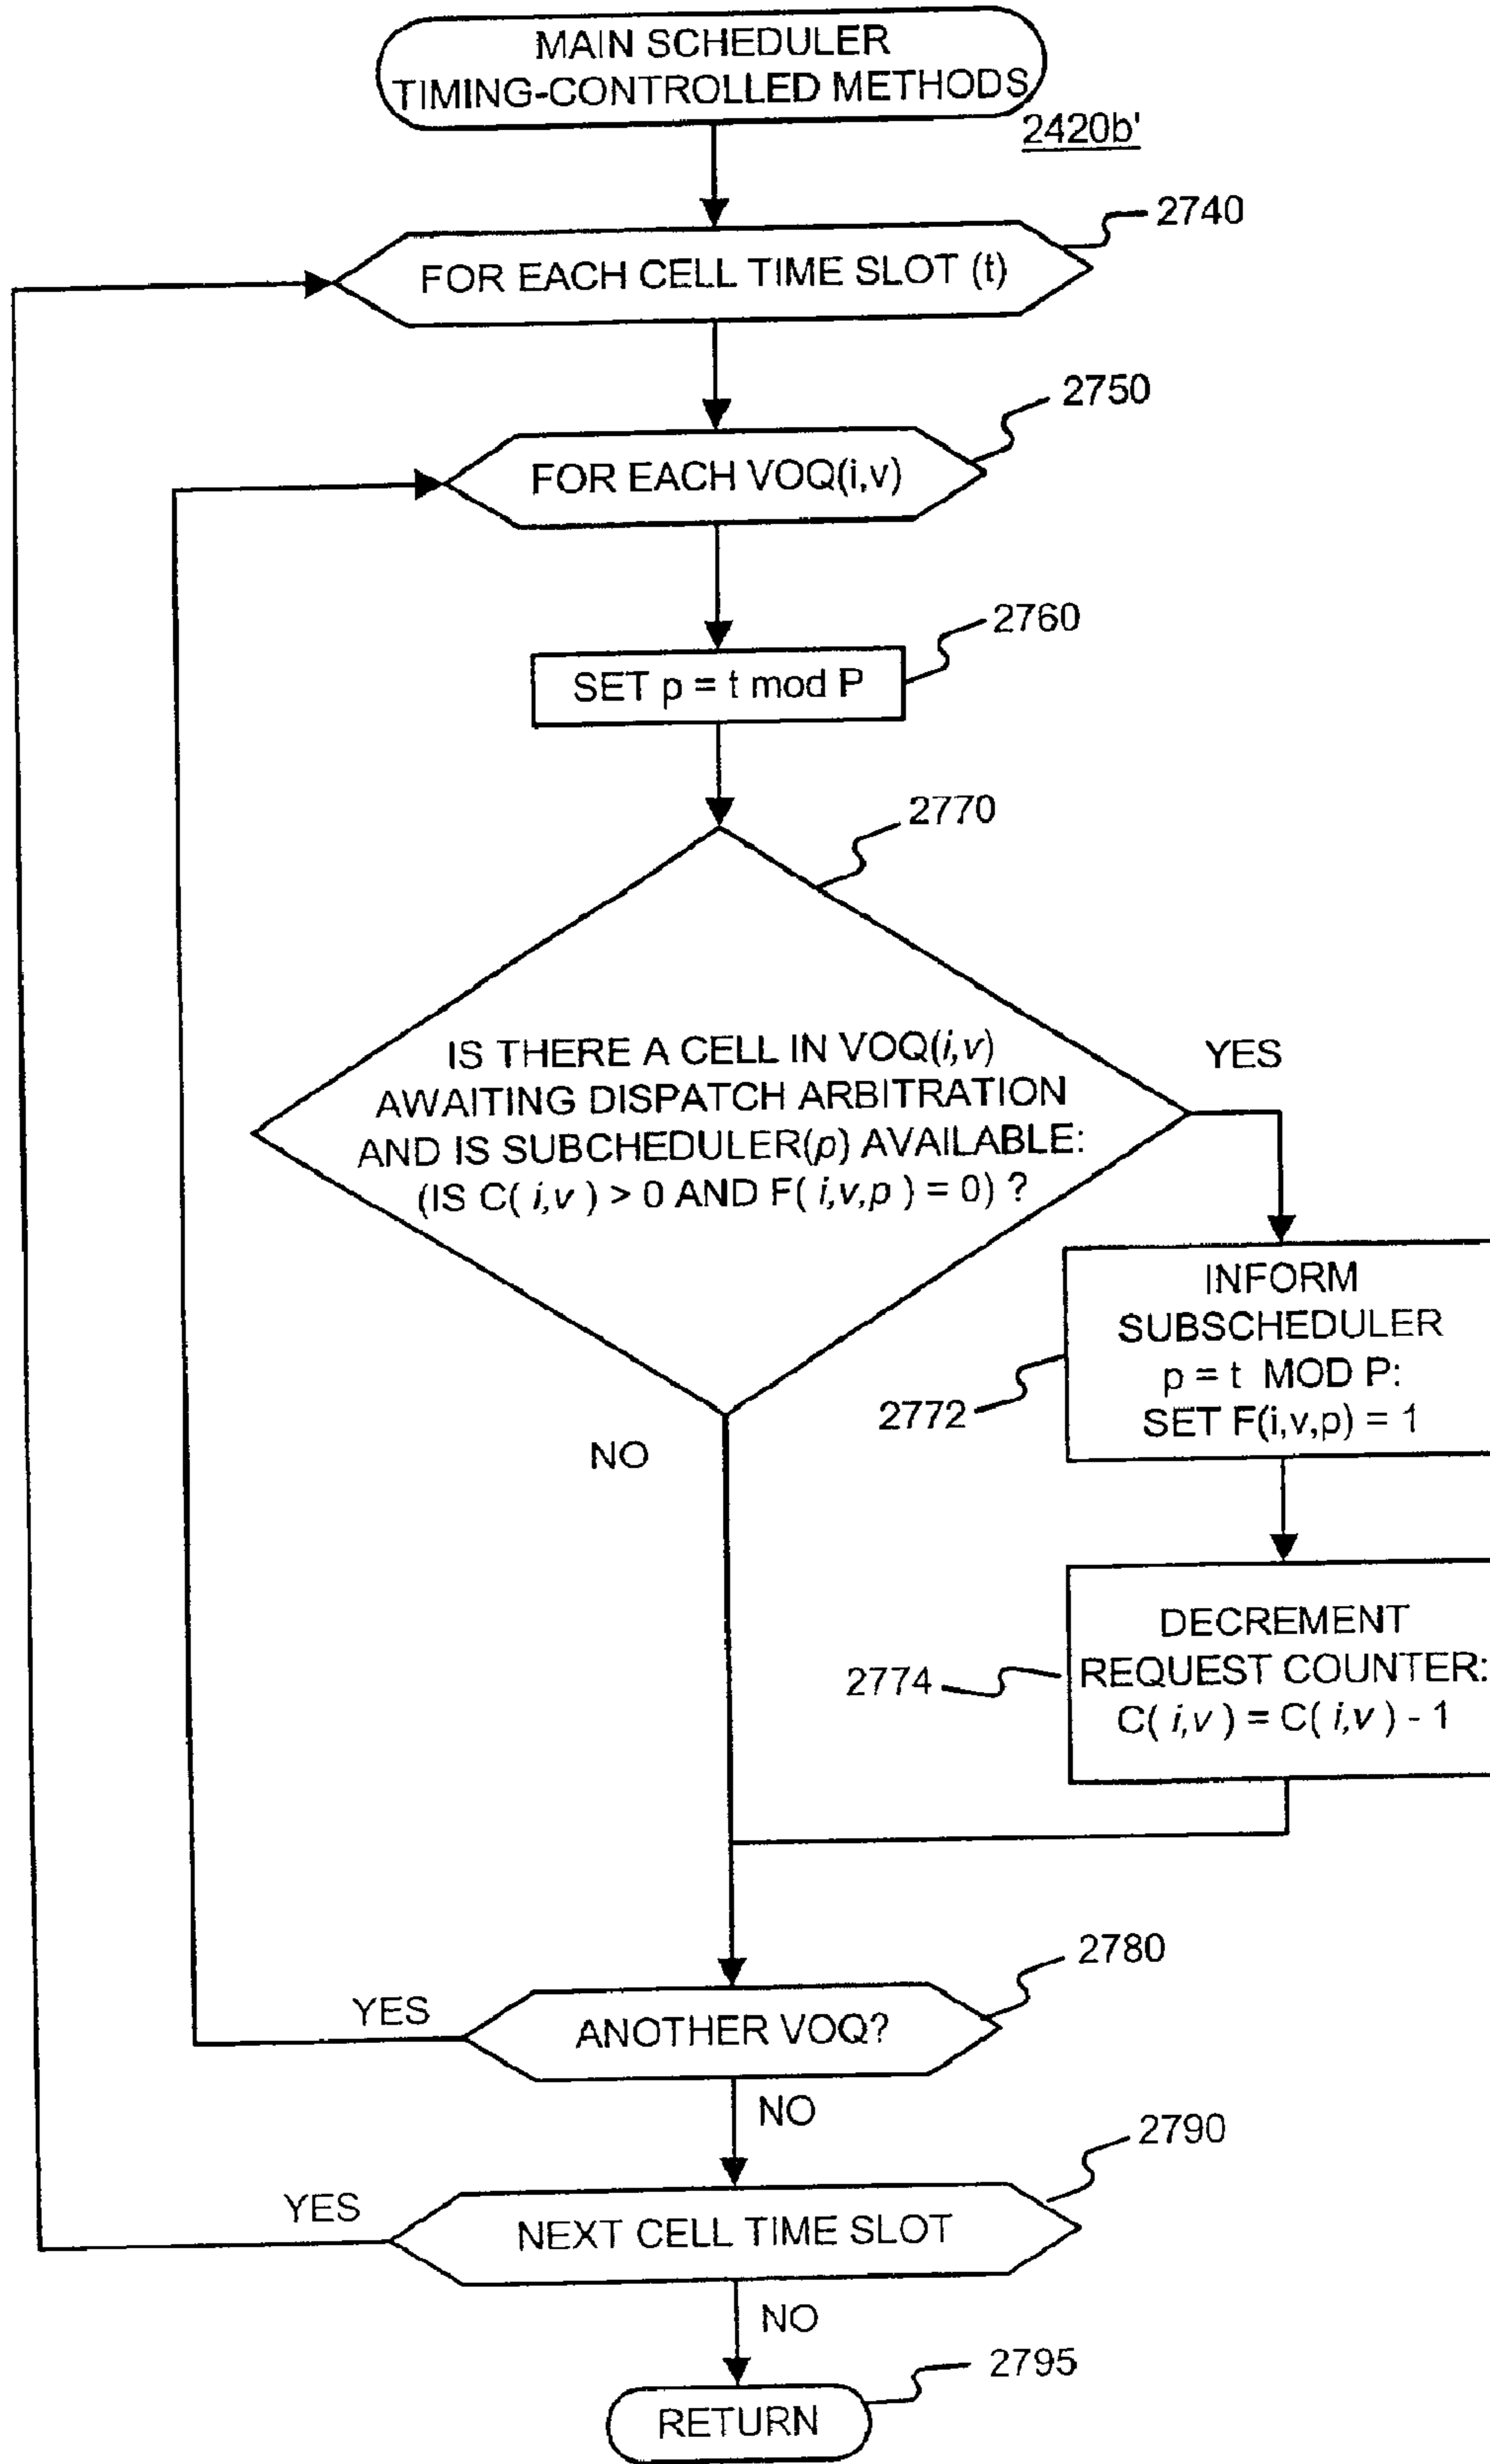 MAIN SCHEDULER
TIMING-CONTROLLED METHODS
2420b'
2740
FOR EACH CELL TIME SLOT (t)
2750
FOR EACH VOQ(i,v)
2760
SET p = t mod P
2770
IS THERE A CELL IN VOQ(i,v)
AWAITING DISPATCH ARBITRATION
AND IS SUBCHEDULER(p) AVAILABLE:
(IS C( i,v ) > 0 AND F( i,v,p ) = 0) ?
YES
INFORM
SUBSCHEDULER
p = t MOD P:
SET F(i,v,p) = 1
2772
NO
DECREMENT
REQUEST COUNTER:
C( i,v ) = C( i,v ) - 1
2774
2780
YES
ANOTHER VOQ?
NO
2790
YES
NEXT CELL TIME SLOT
NO
2795
RETURN